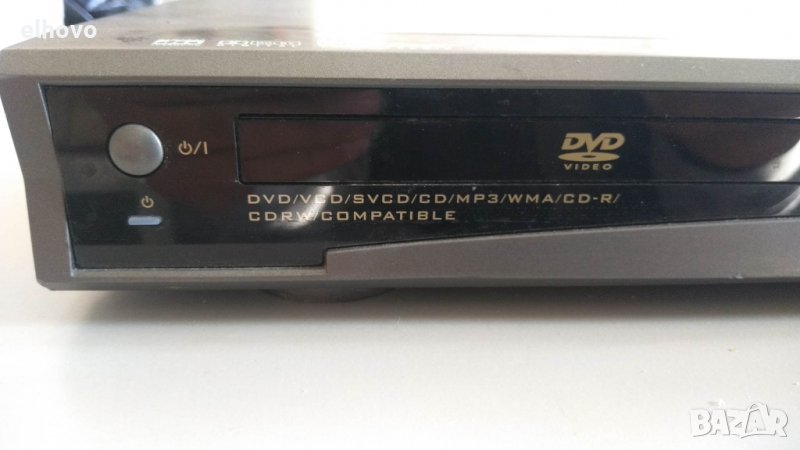 elhovo
⏻/I
DVD
VIDEO
⏻
DVD/VCD/SVCD/CD/MP3/WMA/CD-R/
CDRW/COMPATIBLE
BAZAR